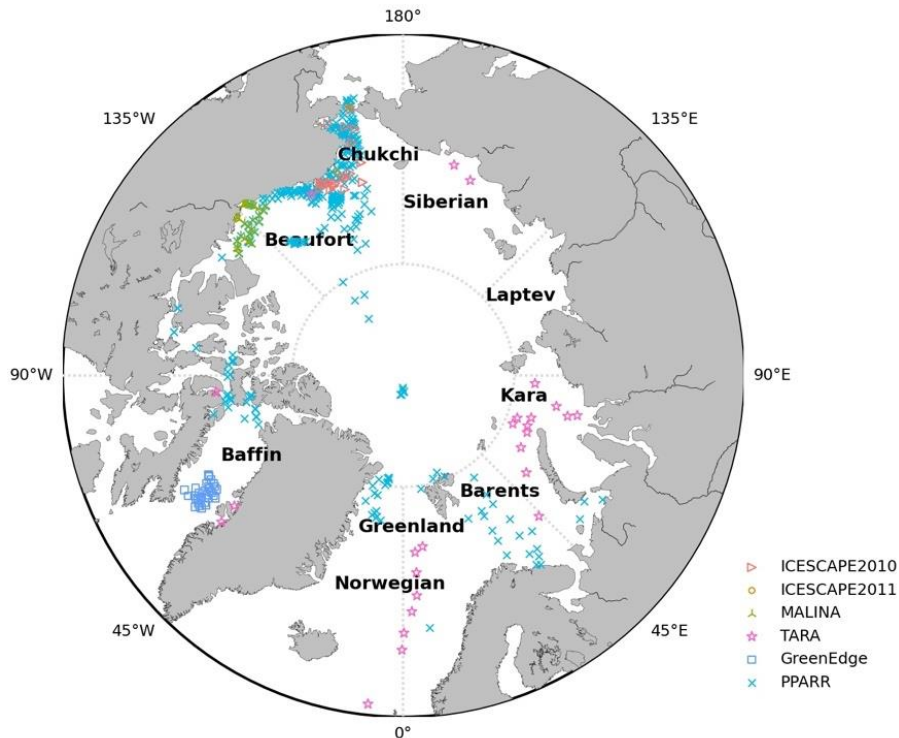 180°
135°W
135°E
Chukchi
Siberian
Beaufort
Laptev
90°W
90°E
Kara
Baffin
Barents
Greenland
Norwegian
ICESCAPE2010
ICESCAPE2011
MALINA
TARA
GreenEdge
PPARR
45°W
45°E
0°